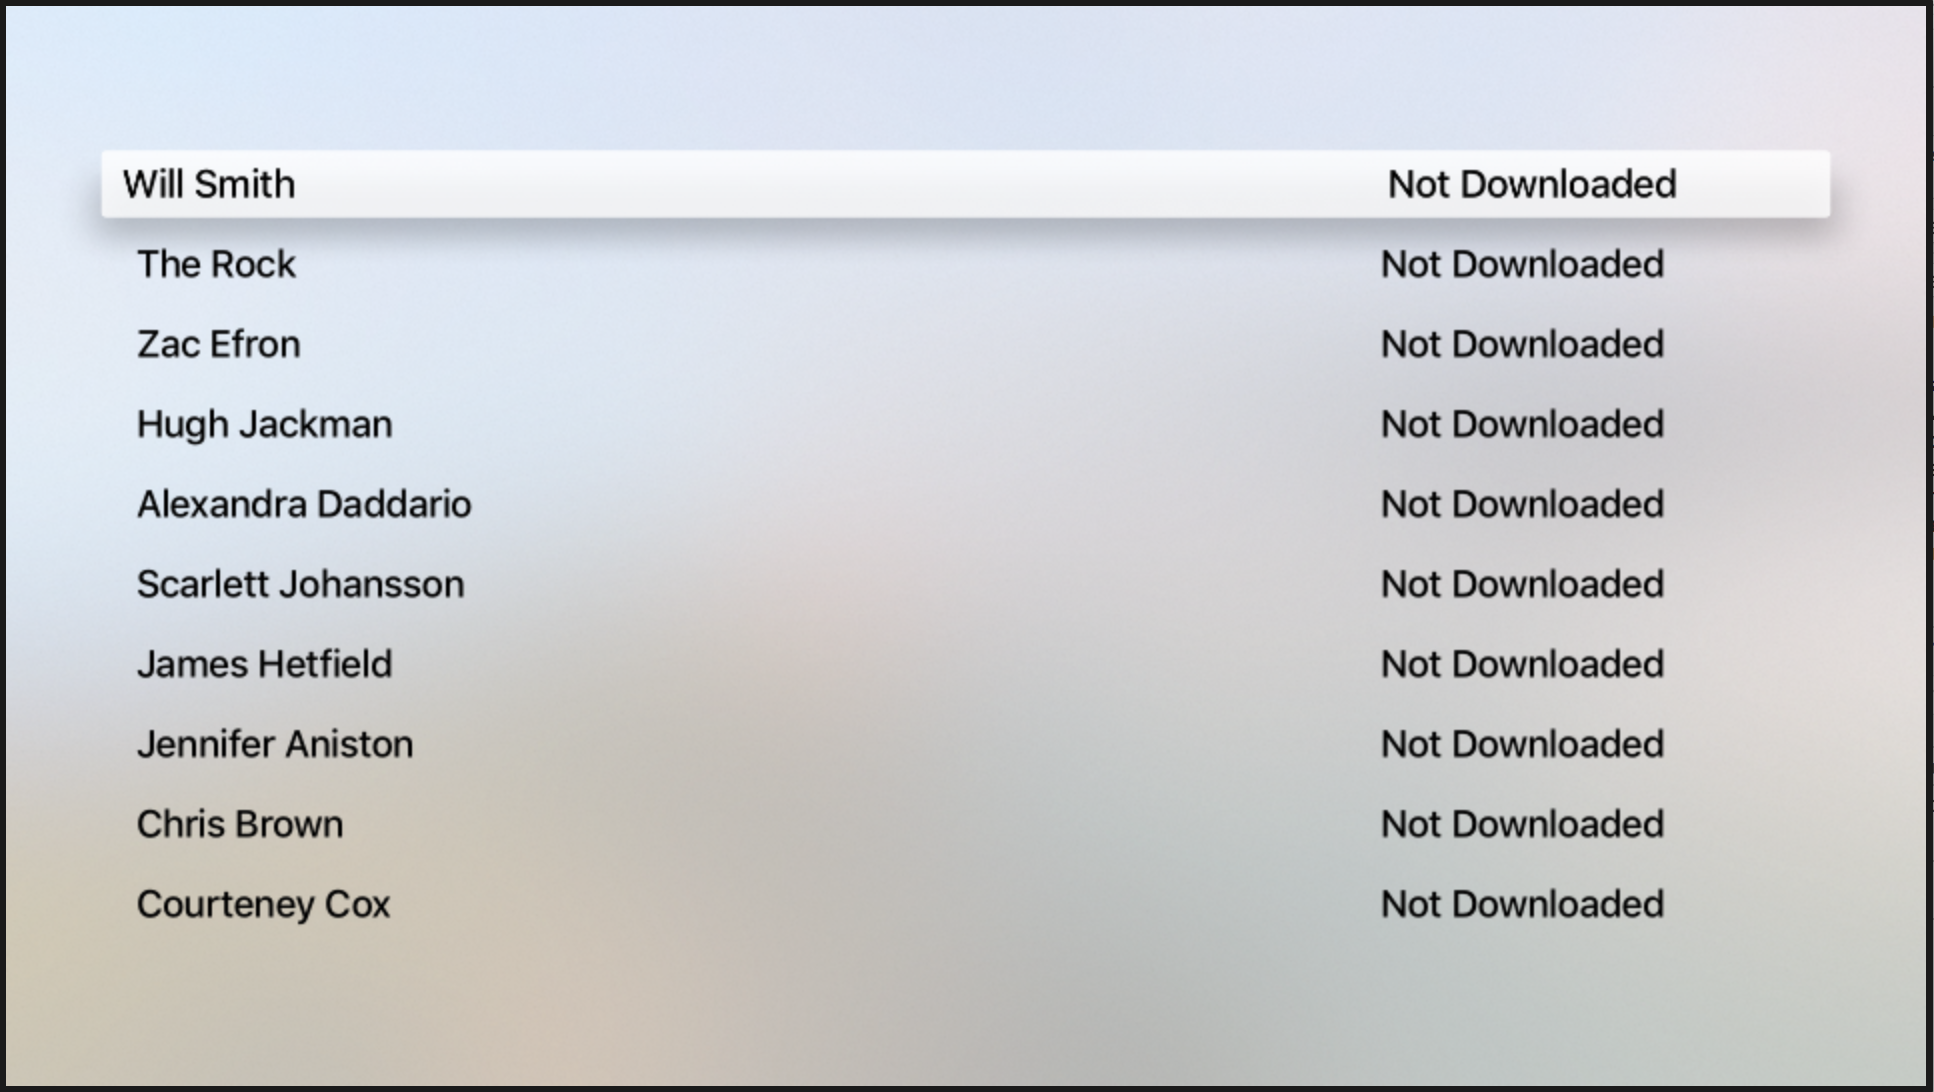 Will Smith Not Downloaded
The Rock Not Downloaded
Zac Efron Not Downloaded
Hugh Jackman Not Downloaded
Alexandra Daddario Not Downloaded
Scarlett Johansson Not Downloaded
James Hetfield Not Downloaded
Jennifer Aniston Not Downloaded
Chris Brown Not Downloaded
Courteney Cox Not Downloaded